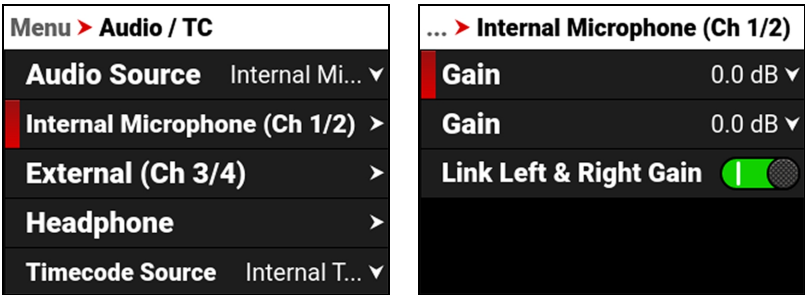 Menu ➤ Audio / TC
Audio Source Internal Mi...
Internal Microphone (Ch 1/2)
External (Ch 3/4)
Headphone
Timecode Source Internal T...
... ➤ Internal Microphone (Ch 1/2)
Gain 0.0 dB
Gain 0.0 dB
Link Left & Right Gain